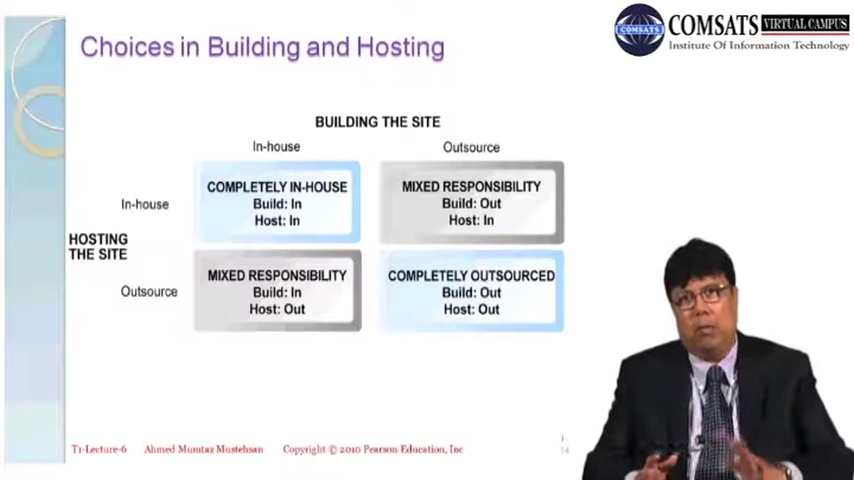 Choices in Building and Hosting
COMSATS VIRTUAL CAMPUS
COMSATS
Institute Of Information Technology
BUILDING THE SITE
In-house Outsource
COMPLETELY IN-HOUSE
Build: In
Host: In
MIXED RESPONSIBILITY
Build: Out
Host: In
In-house
HOSTING
THE SITE
MIXED RESPONSIBILITY
Build: In
Host: Out
COMPLETELY OUTSOURCED
Build: Out
Host: Out
Outsource
T1-Lecture-6 Ahmed Mumtaz Mustehsan Copyright © 2010 Pearson Education, Inc
1-
14